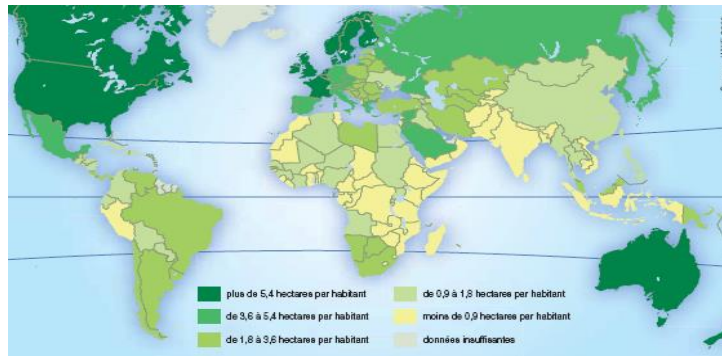 plus de 5,4 hectares par habitant
de 3,6 à 5,4 hectares par habitant
de 1,8 à 3,6 hectares par habitant
de 0,9 à 1,8 hectares par habitant
moins de 0,9 hectares par habitant
données insuffisantes